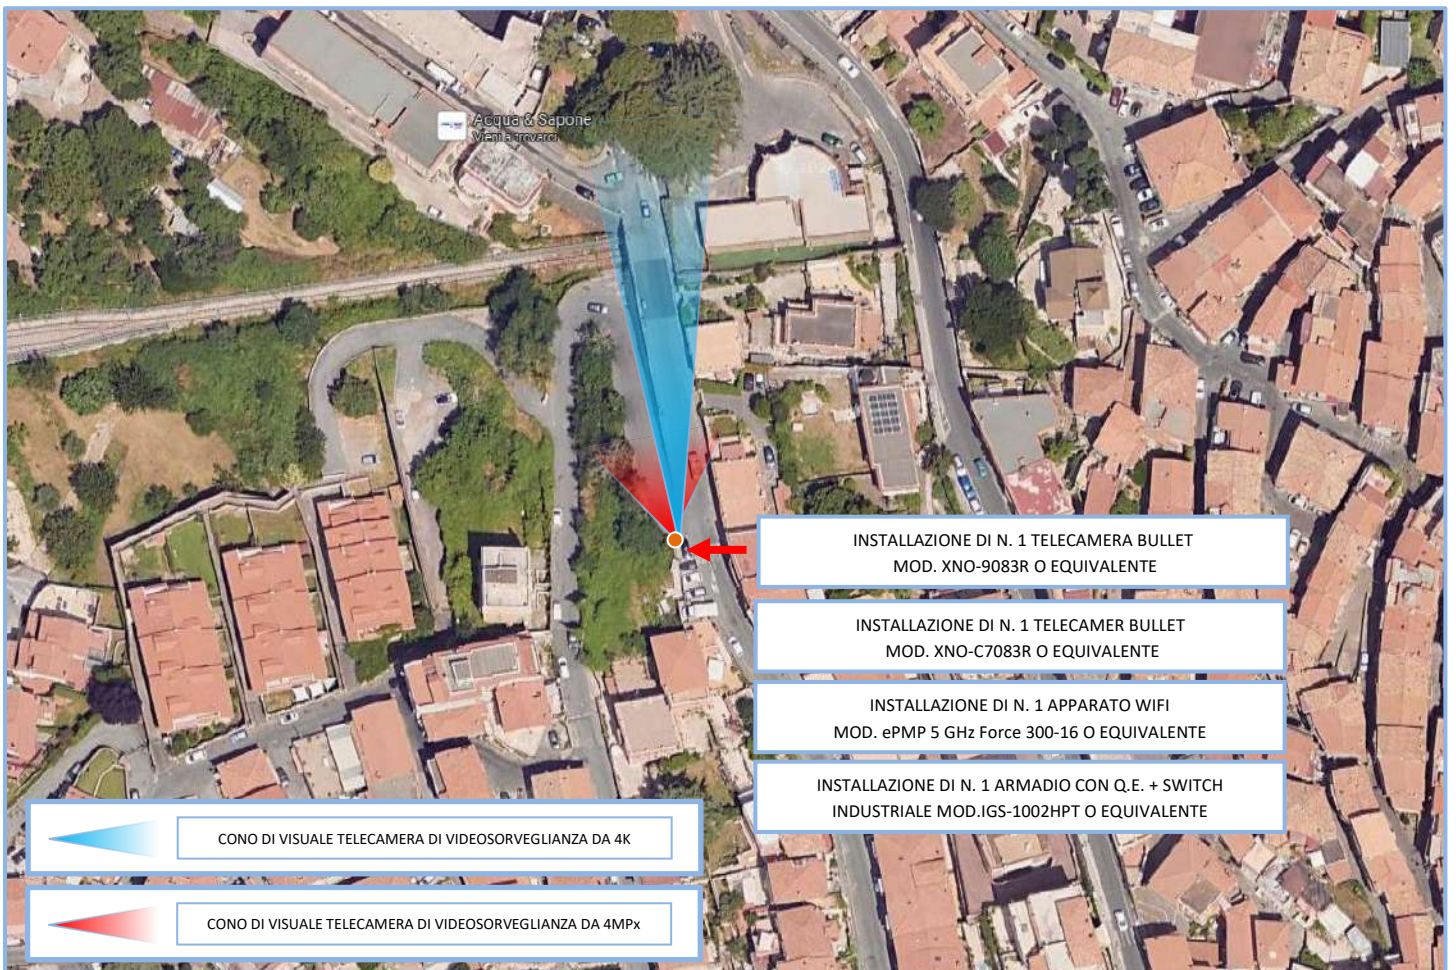 Acqua & Sapone
Vieni a trovarci
INSTALLAZIONE DI N. 1 TELECAMERA BULLET
MOD. XNO-9083R O EQUIVALENTE
INSTALLAZIONE DI N. 1 TELECAMER BULLET
MOD. XNO-C7083R O EQUIVALENTE
INSTALLAZIONE DI N. 1 APPARATO WIFI
MOD. ePMP 5 GHz Force 300-16 O EQUIVALENTE
INSTALLAZIONE DI N. 1 ARMADIO CON Q.E. + SWITCH
INDUSTRIALE MOD.IGS-1002HPT O EQUIVALENTE
CONO DI VISUALE TELECAMERA DI VIDEOSORVEGLIANZA DA 4K
CONO DI VISUALE TELECAMERA DI VIDEOSORVEGLIANZA DA 4MPx